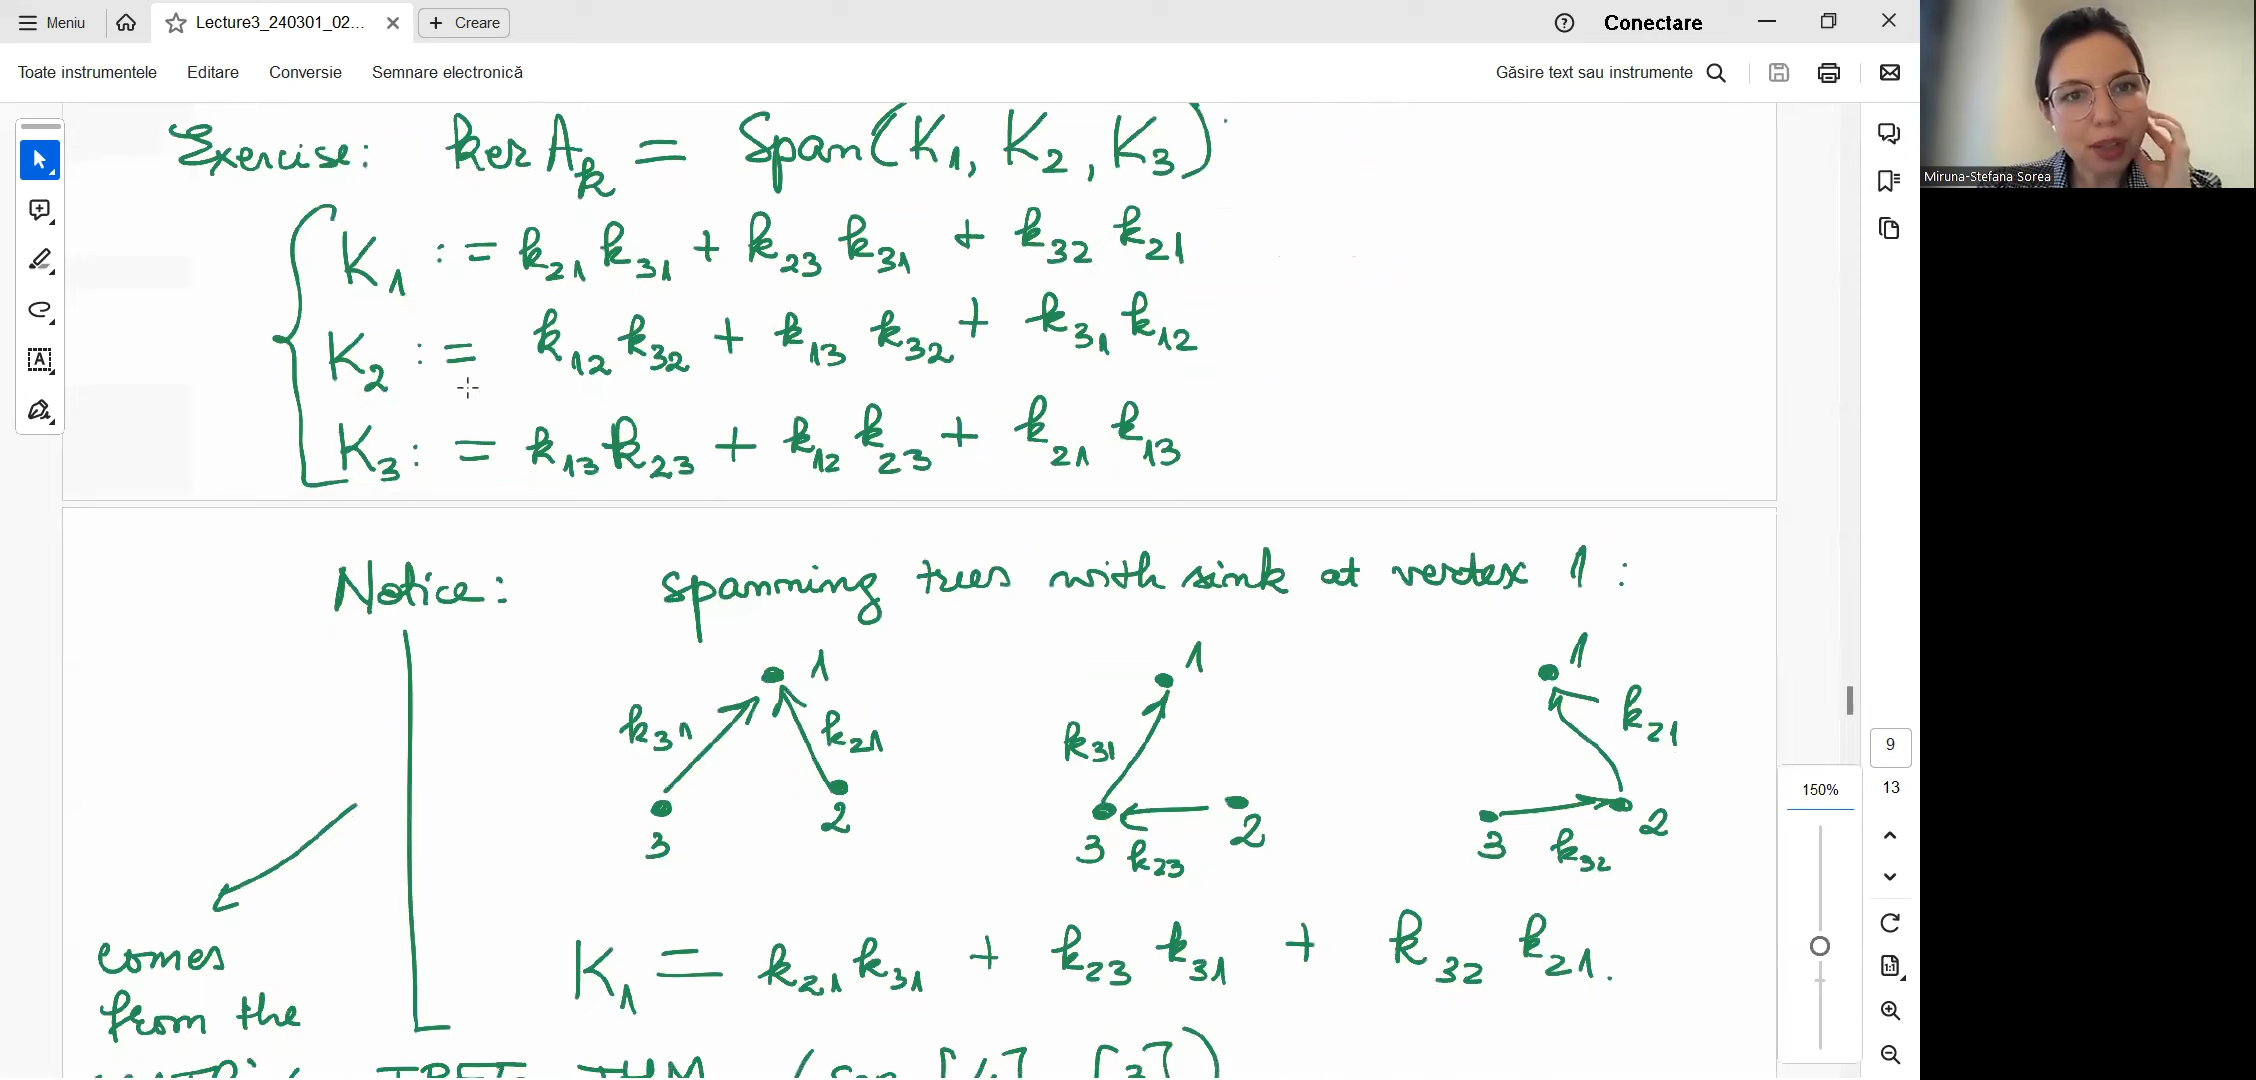 Meniu
Lecture3_240301_02...
Creare
Conectare
Toate instrumentele
Editare
Conversie
Semnare electronică
Găsire text sau instrumente
Miruna-Stefana Sorea
Exercise: ker A_k = Span(K_1, K_2, K_3).
K_1 := k_21 k_31 + k_23 k_31 + k_32 k_21
K_2 := k_12 k_32 + k_13 k_32 + k_31 k_12
K_3 := k_13 k_23 + k_12 k_23 + k_21 k_13
Notice: spanning trees with sink at vertex 1 :
1
k_31
k_21
3
2
1
k_31
3
k_23
2
1
k_21
3
k_32
2
K_1 = k_21 k_31 + k_23 k_31 + k_32 k_21.
comes
from the
9
150%
13